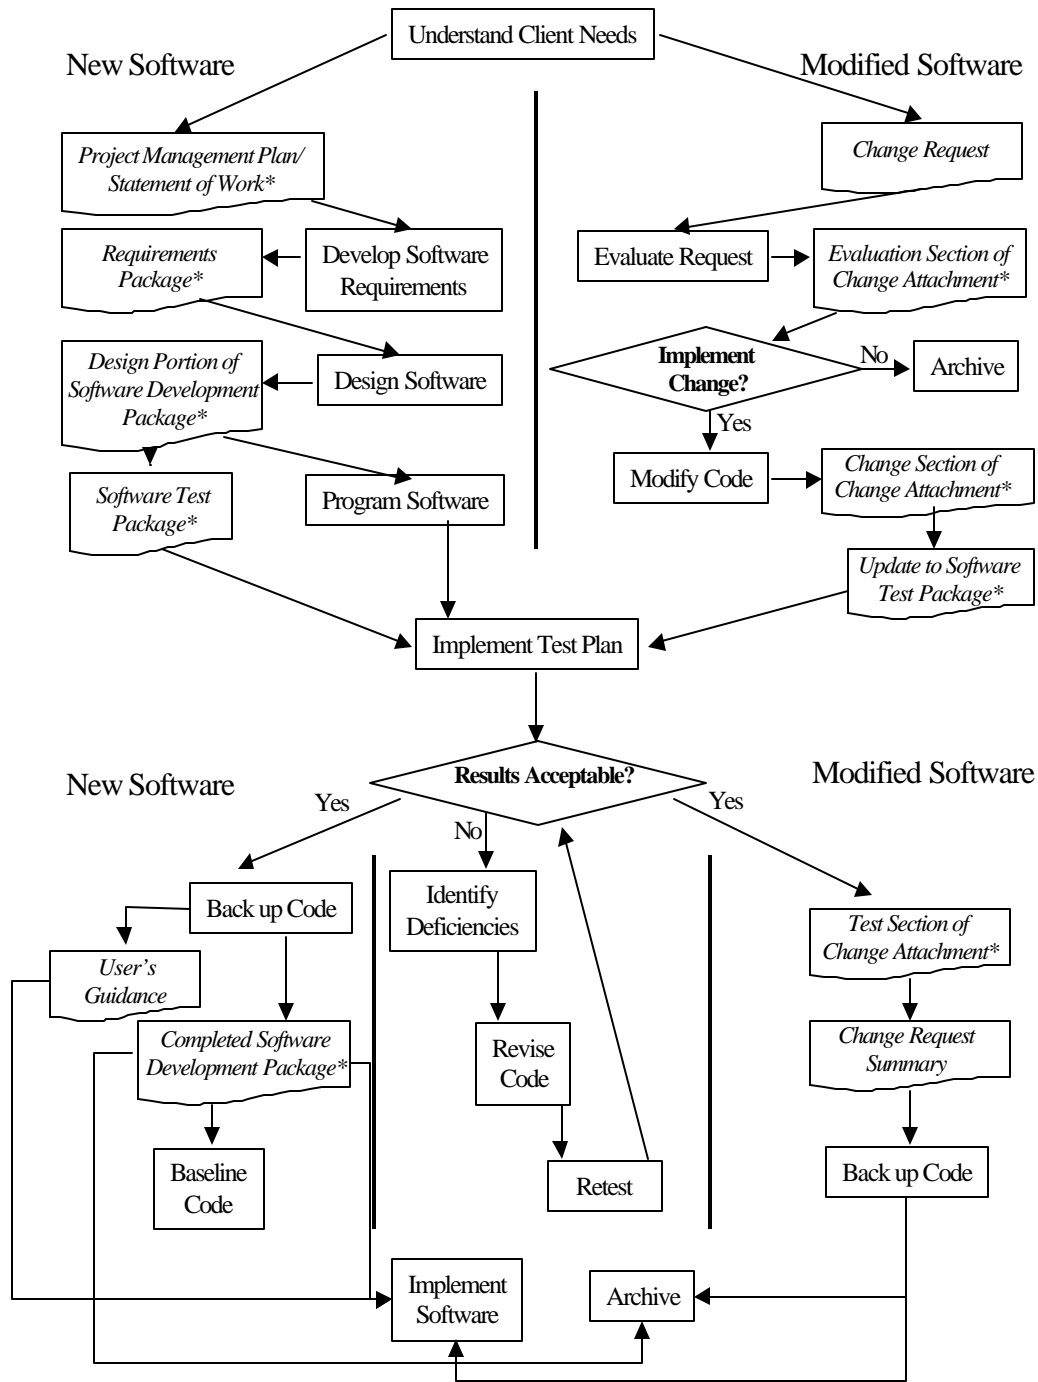 Understand Client Needs
New Software
Modified Software
Project Management Plan/
Statement of Work*
Change Request
Requirements
Package*
Develop Software
Requirements
Evaluate Request
Evaluation Section of
Change Attachment*
Design Portion of
Software Development
Package*
Design Software
Implement
Change?
No
Archive
Yes
Software Test
Package*
Program Software
Modify Code
Change Section of
Change Attachment*
Update to Software
Test Package*
Implement Test Plan
New Software
Results Acceptable?
Modified Software
Yes
No
Yes
Back up Code
Identify
Deficiencies
Test Section of
Change Attachment*
User's
Guidance
Completed Software
Development Package*
Revise
Code
Change Request
Summary
Baseline
Code
Retest
Back up Code
Implement
Software
Archive